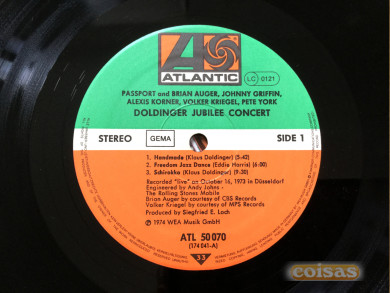 ATLANTIC
LC 0121
PASSPORT and BRIAN AUGER, JOHNNY GRIFFIN,
ALEXIS KORNER, VOLKER KRIEGEL, PETE YORK
DOLDINGER JUBILEE CONCERT
STEREO GEMA SIDE 1
1. Handmade (Klaus Doldinger) (5:42)
2. Freedom Jazz Dance (Eddie Harris) (6:00)
3. Schirokko (Klaus Doldinger) (9:30)
Recorded "live" on October 16, 1973 in Düsseldorf
Engineered by Andy Johns
The Rolling Stones Mobile
Brian Auger by courtesy of CBS Records
Volker Kriegel by courtesy of MPS Records
Produced by Siegfried E. Loch
℗ 1974 WEA Musik GmbH
ATL 50 070
(174 041-A)
33
coisas